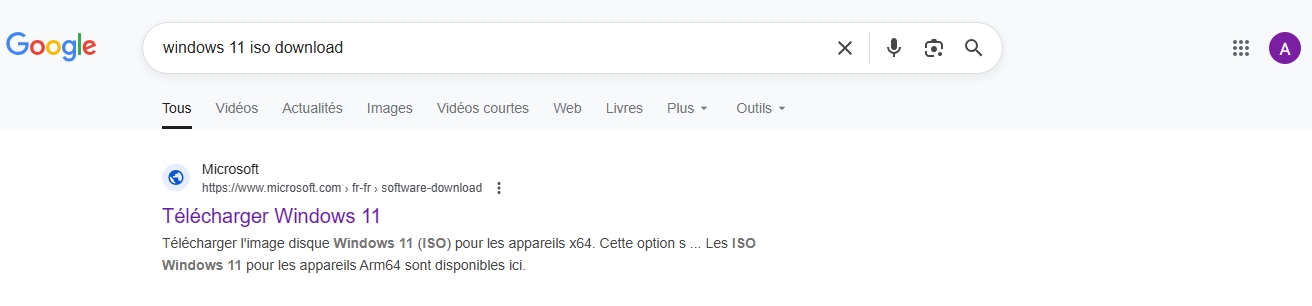 Google
windows 11 iso download
A
Tous Vidéos Actualités Images Vidéos courtes Web Livres Plus Outils
Microsoft
https://www.microsoft.com › fr-fr › software-download
Télécharger Windows 11
Télécharger l'image disque Windows 11 (ISO) pour les appareils x64. Cette option s ... Les ISO
Windows 11 pour les appareils Arm64 sont disponibles ici.